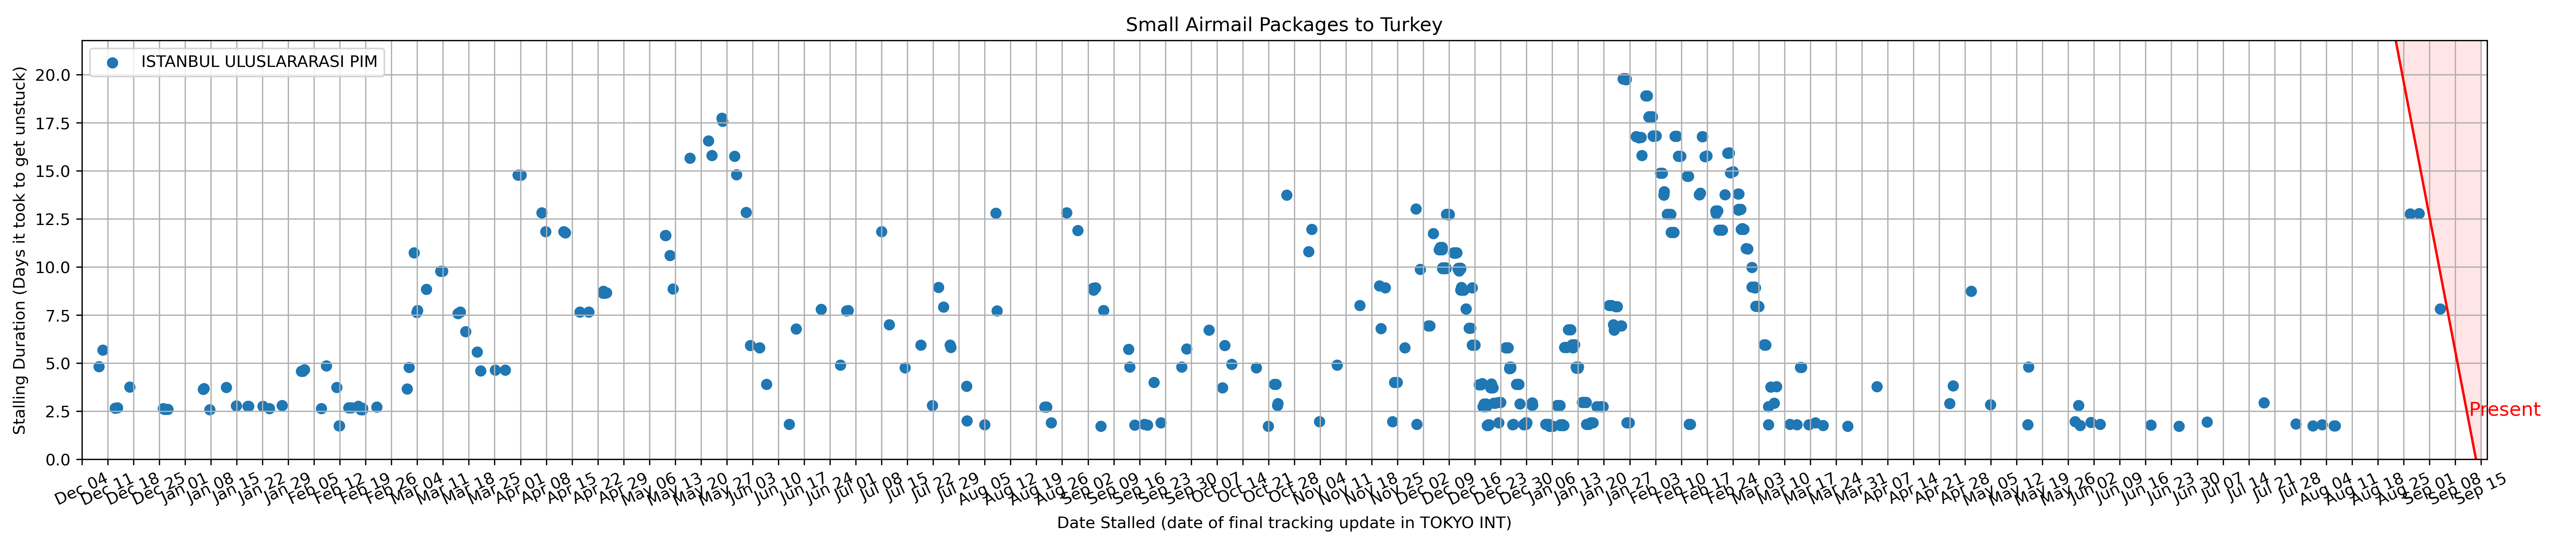 Small Airmail Packages to Turkey
ISTANBUL ULUSLARARASI PIM
Stalling Duration (Days it took to get unstuck)
20.0
17.5
15.0
12.5
10.0
7.5
5.0
2.5
0.0
Present
Dec 04
Dec 11
Dec 18
Dec 25
Jan 01
Jan 08
Jan 15
Jan 22
Jan 29
Feb 05
Feb 12
Feb 19
Feb 26
Mar 04
Mar 11
Mar 18
Mar 25
Apr 01
Apr 08
Apr 15
Apr 22
Apr 29
May 06
May 13
May 20
May 27
Jun 03
Jun 10
Jun 17
Jun 24
Jul 01
Jul 08
Jul 15
Jul 22
Jul 29
Aug 05
Aug 12
Aug 19
Aug 26
Sep 02
Sep 09
Sep 16
Sep 23
Sep 30
Oct 07
Oct 14
Oct 21
Oct 28
Nov 04
Nov 11
Nov 18
Nov 25
Dec 02
Dec 09
Dec 16
Dec 23
Dec 30
Jan 06
Jan 13
Jan 20
Jan 27
Feb 03
Feb 10
Feb 17
Feb 24
Mar 03
Mar 10
Mar 17
Mar 24
Mar 31
Apr 07
Apr 14
Apr 21
Apr 28
May 05
May 12
May 19
May 26
Jun 02
Jun 09
Jun 16
Jun 23
Jun 30
Jul 07
Jul 14
Jul 21
Jul 28
Aug 04
Aug 11
Aug 18
Aug 25
Sep 01
Sep 08
Sep 15
Date Stalled (date of final tracking update in TOKYO INT)